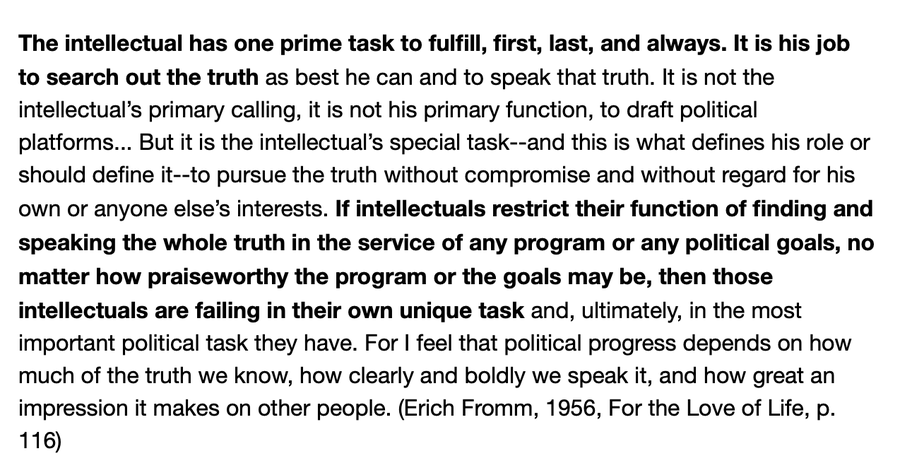 The intellectual has one prime task to fulfill, first, last, and always. It is his job
to search out the truth as best he can and to speak that truth. It is not the
intellectual's primary calling, it is not his primary function, to draft political
platforms... But it is the intellectual's special task--and this is what defines his role or
should define it--to pursue the truth without compromise and without regard for his
own or anyone else's interests. If intellectuals restrict their function of finding and
speaking the whole truth in the service of any program or any political goals, no
matter how praiseworthy the program or the goals may be, then those
intellectuals are failing in their own unique task and, ultimately, in the most
important political task they have. For I feel that political progress depends on how
much of the truth we know, how clearly and boldly we speak it, and how great an
impression it makes on other people. (Erich Fromm, 1956, For the Love of Life, p.
116)